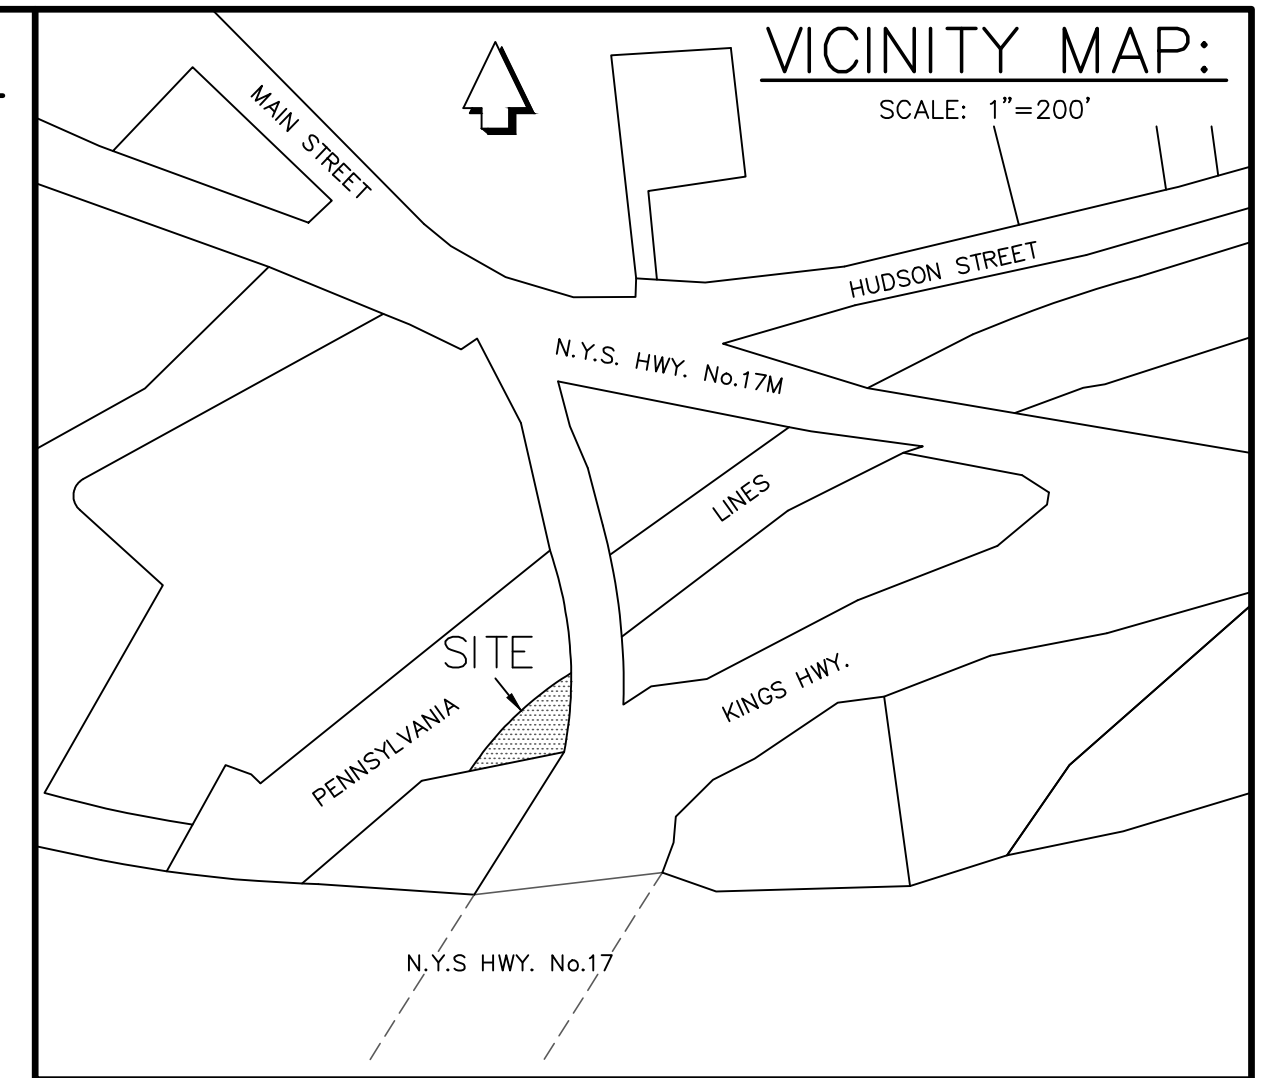 VICINITY MAP:
SCALE: 1"=200'
MAIN STREET
HUDSON STREET
N.Y.S. HWY. No.17M
LINES
SITE
PENNSYLVANIA
KINGS HWY.
N.Y.S HWY. No.17